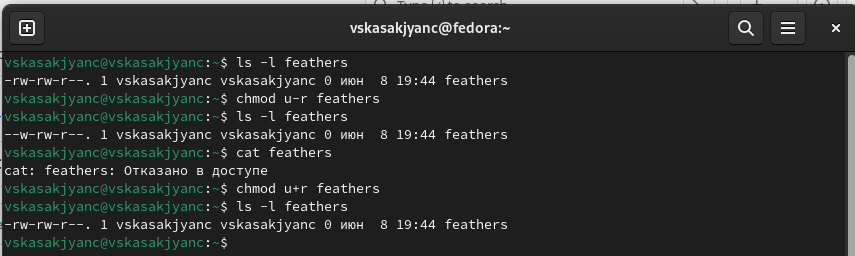 Type (/) to search
vskasakjyanc@fedora:~
vskasakjyanc@vskasakjyanc:~$ ls -l feathers
-rw-rw-r--. 1 vskasakjyanc vskasakjyanc 0 июн  8 19:44 feathers
vskasakjyanc@vskasakjyanc:~$ chmod u-r feathers
vskasakjyanc@vskasakjyanc:~$ ls -l feathers
--w-rw-r--. 1 vskasakjyanc vskasakjyanc 0 июн  8 19:44 feathers
vskasakjyanc@vskasakjyanc:~$ cat feathers
cat: feathers: Отказано в доступе
vskasakjyanc@vskasakjyanc:~$ chmod u+r feathers
vskasakjyanc@vskasakjyanc:~$ ls -l feathers
-rw-rw-r--. 1 vskasakjyanc vskasakjyanc 0 июн  8 19:44 feathers
vskasakjyanc@vskasakjyanc:~$